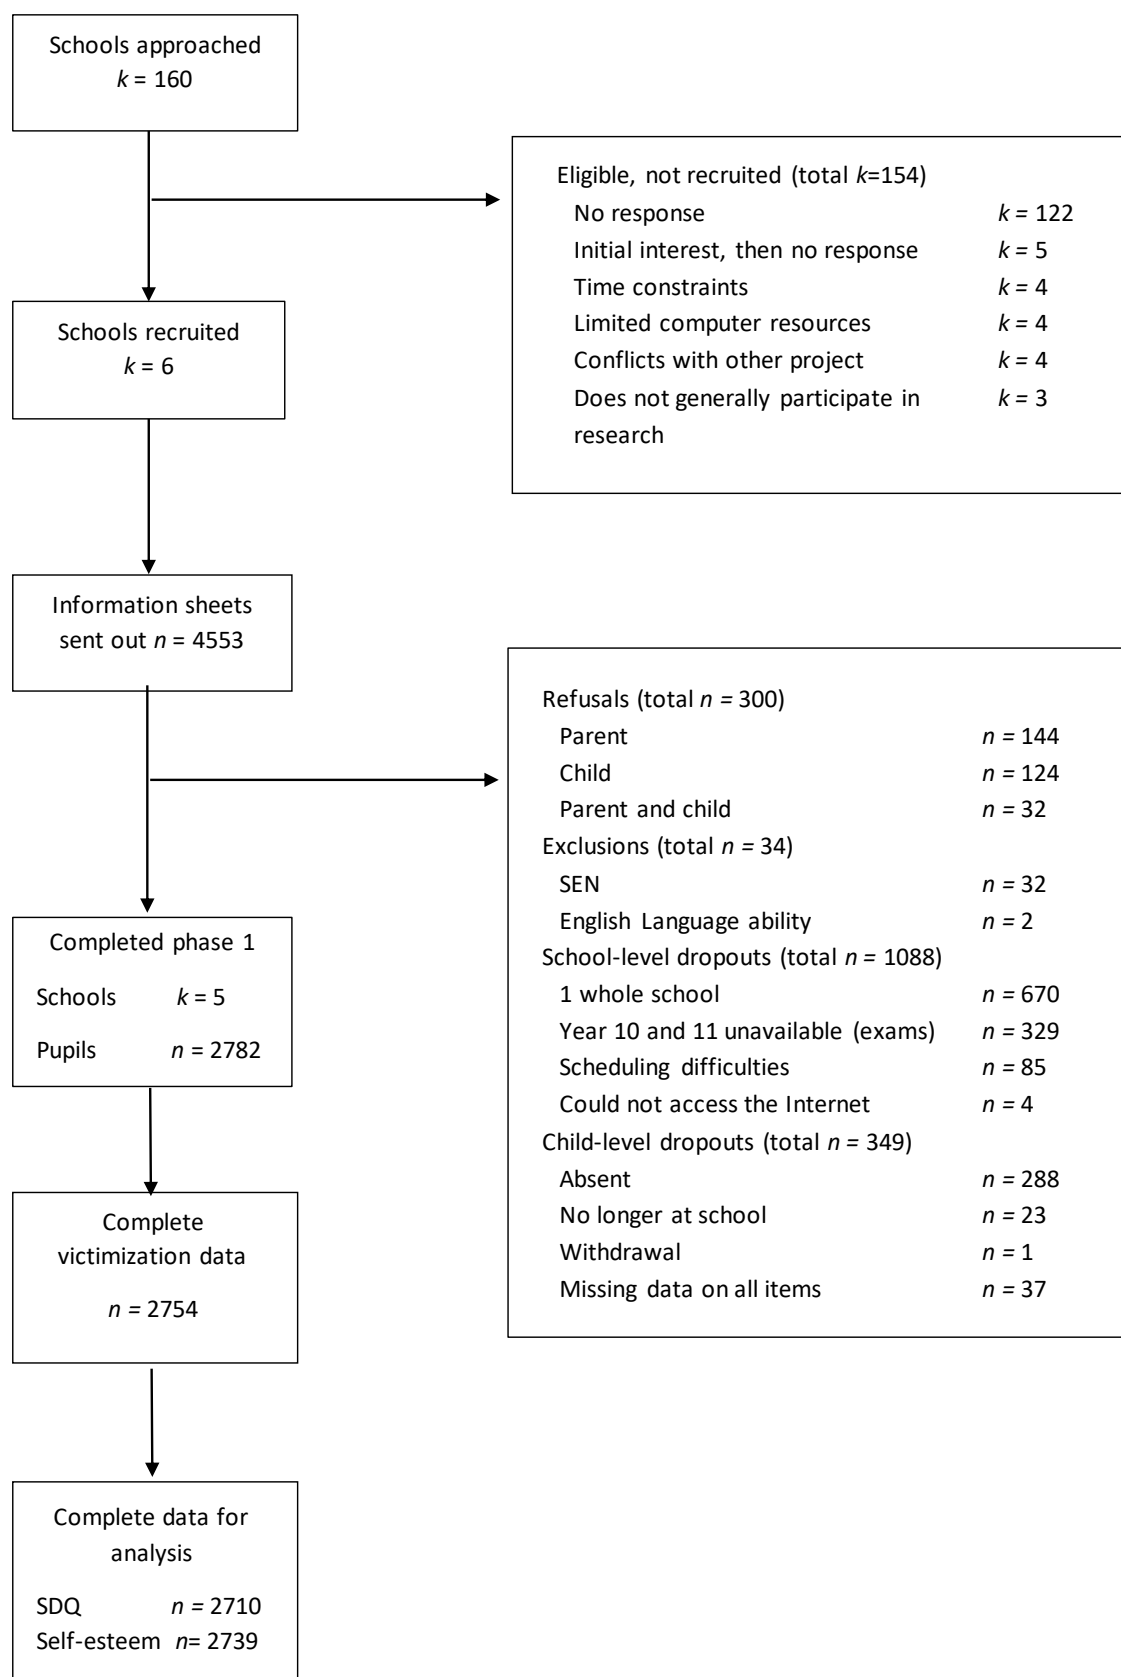 Schools approached
k = 160
Eligible, not recruited (total k=154)
No response k = 122
Initial interest, then no response k = 5
Time constraints k = 4
Limited computer resources k = 4
Conflicts with other project k = 4
Does not generally participate in k = 3
research
Schools recruited
k = 6
Information sheets
sent out n = 4553
Refusals (total n = 300)
Parent n = 144
Child n = 124
Parent and child n = 32
Exclusions (total n = 34)
SEN n = 32
English Language ability n = 2
School-level dropouts (total n = 1088)
1 whole school n = 670
Year 10 and 11 unavailable (exams) n = 329
Scheduling difficulties n = 85
Could not access the Internet n = 4
Child-level dropouts (total n = 349)
Absent n = 288
No longer at school n = 23
Withdrawal n = 1
Missing data on all items n = 37
Completed phase 1
Schools k = 5
Pupils n = 2782
Complete
victimization data
n = 2754
Complete data for
analysis
SDQ n = 2710
Self-esteem n= 2739